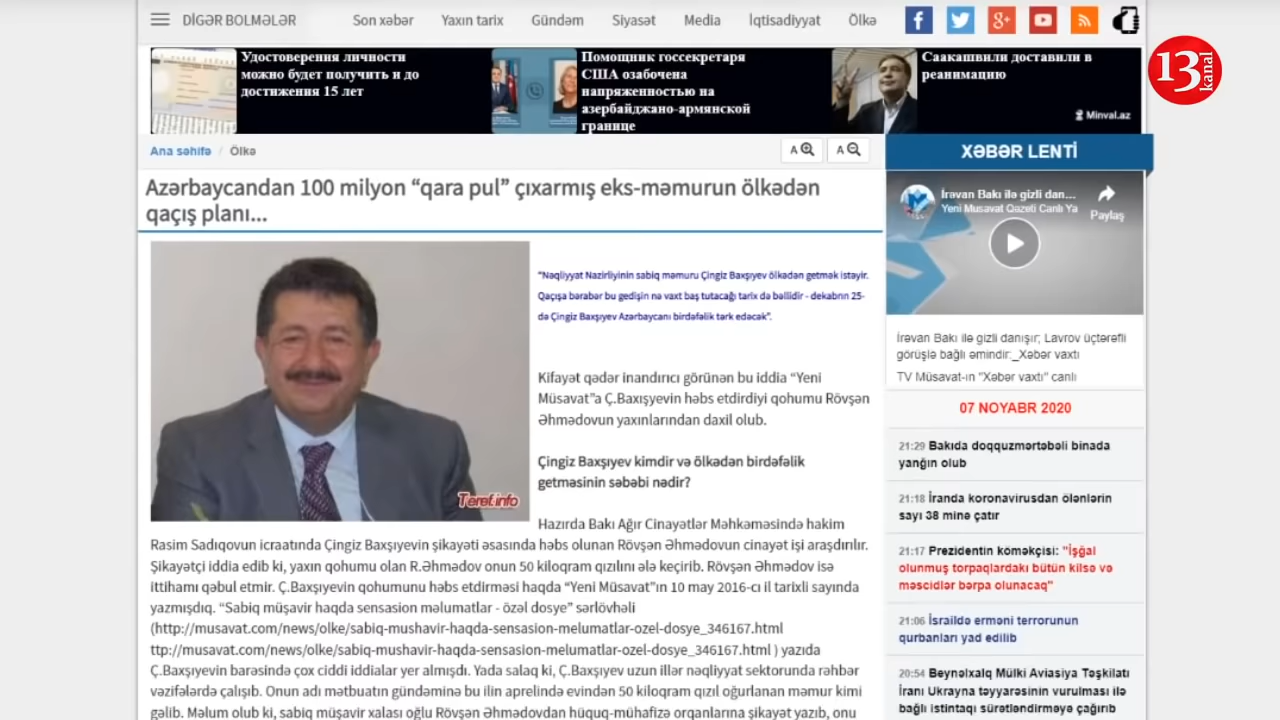 DİGƏR BOLMƏLƏR
Son xəbər
Yaxın tarix
Gündəm
Siyasət
Media
İqtisadiyyat
Ölkə
Удостоверения личности
можно будет получить и до
достижения 15 лет
Помощник госсекретаря
США озабочена
напряженностью на
азербайджано-армянской
границе
Саакашвили доставили в
реанимацию
Minval.az
13 kanal
Ana səhifə / Ölkə
A
A
Azərbaycandan 100 milyon “qara pul” çıxarmış eks-məmurun ölkədən
qaçış planı...
"Nəqliyyat Nazirliyinin sabiq məmuru Çingiz Baxşıyev ölkədən getmək istəyir.
Qaçışa bərabər bu gedişin nə vaxt baş tutacağı tarix də bəllidir - dekabrın 25-
də Çingiz Baxşıyev Azərbaycanı birdəfəlik tərk edəcək".
Kifayət qədər inandırıcı görünən bu iddia “Yeni
Müsavat”a Ç.Baxışyevin həbs etdirdiyi qohumu Rövşən
Əhmədovun yaxınlarından daxil olub.
Çingiz Baxşıyev kimdir və ölkədən birdəfəlik
getməsinin səbəbi nədir?
Teref.info
Hazırda Bakı Ağır Cinayətlər Məhkəməsində hakim
Rasim Sadıqovun icraatında Çingiz Baxşıyevin şikayəti əsasında həbs olunan Rövşən Əhmədovun cinayət işi araşdırılır.
Şikayətçi iddia edib ki, yaxın qohumu olan R.Əhmədov onun 50 kiloqram qızılını ələ keçirib. Rövşən Əhmədov isə
ittihamı qəbul etmir. Ç.Baxşıyevin qohumunu həbs etdirməsi haqda “Yeni Müsavat”ın 10 may 2016-cı il tarixli sayında
yazmışdıq. “Sabiq müşavir haqda sensasion məlumatlar - özəl dosye” sərlövhəli
(http://musavat.com/news/olke/sabiq-mushavir-haqda-sensasion-melumatlar-ozel-dosye_346167.html
ttp://musavat.com/news/olke/sabiq-mushavir-haqda-sensasion-melumatlar-ozel-dosye_346167.html ) yazıda
Ç.Baxşıyevin barəsində çox ciddi iddialar yer almışdı. Yada salaq ki, Ç.Baxşıyev uzun illər nəqliyyat sektorunda rəhbər
vəzifələrdə çalışıb. Onun adı mətbuatın gündəminə bu ilin aprelində evindən 50 kiloqram qızıl oğurlanan məmur kimi
gəlib. Məlum olub ki, sabiq müşavir xalası oğlu Rövşən Əhmədovdan hüquq-mühafizə orqanlarına şikayət yazıb, onu
XƏBƏR LENTİ
İrəvan Bakı ilə gizli dan...
Yeni Musavat Qəzeti Canlı Ya
Paylaş
İrəvan Bakı ilə gizli danışır; Lavrov üçtərəfli
görüşlə bağlı əmindir:_Xəbər vaxtı
TV Müsavat-ın "Xəbər vaxtı" canlı
07 NOYABR 2020
21:29 Bakıda doqquzmərtəbəli binada
yanğın olub
21:18 İranda koronavirusdan ölənlərin
sayı 38 minə çatır
21:17 Prezidentin köməkçisi: "İşğal
olunmuş torpaqlardakı bütün kilsə və
məscidlər bərpa olunacaq"
21:06 İsraildə erməni terrorunun
qurbanları yad edilib
20:54 Beynəlxalq Mülki Aviasiya Təşkilatı
İranı Ukrayna təyyarəsinin vurulması ilə
bağlı istintaqı sürətləndirməyə çağırıb